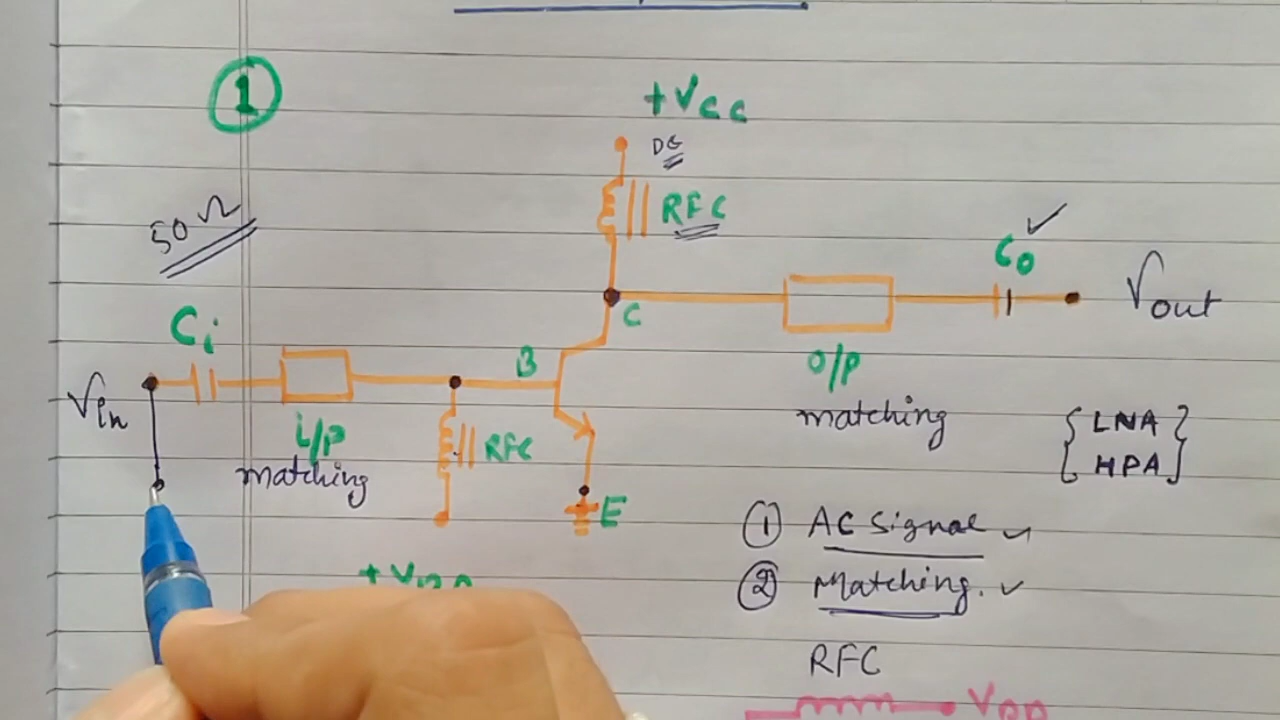 1
+Vcc
DC
RFC
50 Ω
Co
Vout
C
Ci
B
O/P
matching
Vin
i/p
matching
RFC
E
{ LNA }
{ HPA }
① AC Signal
② Matching.
RFC